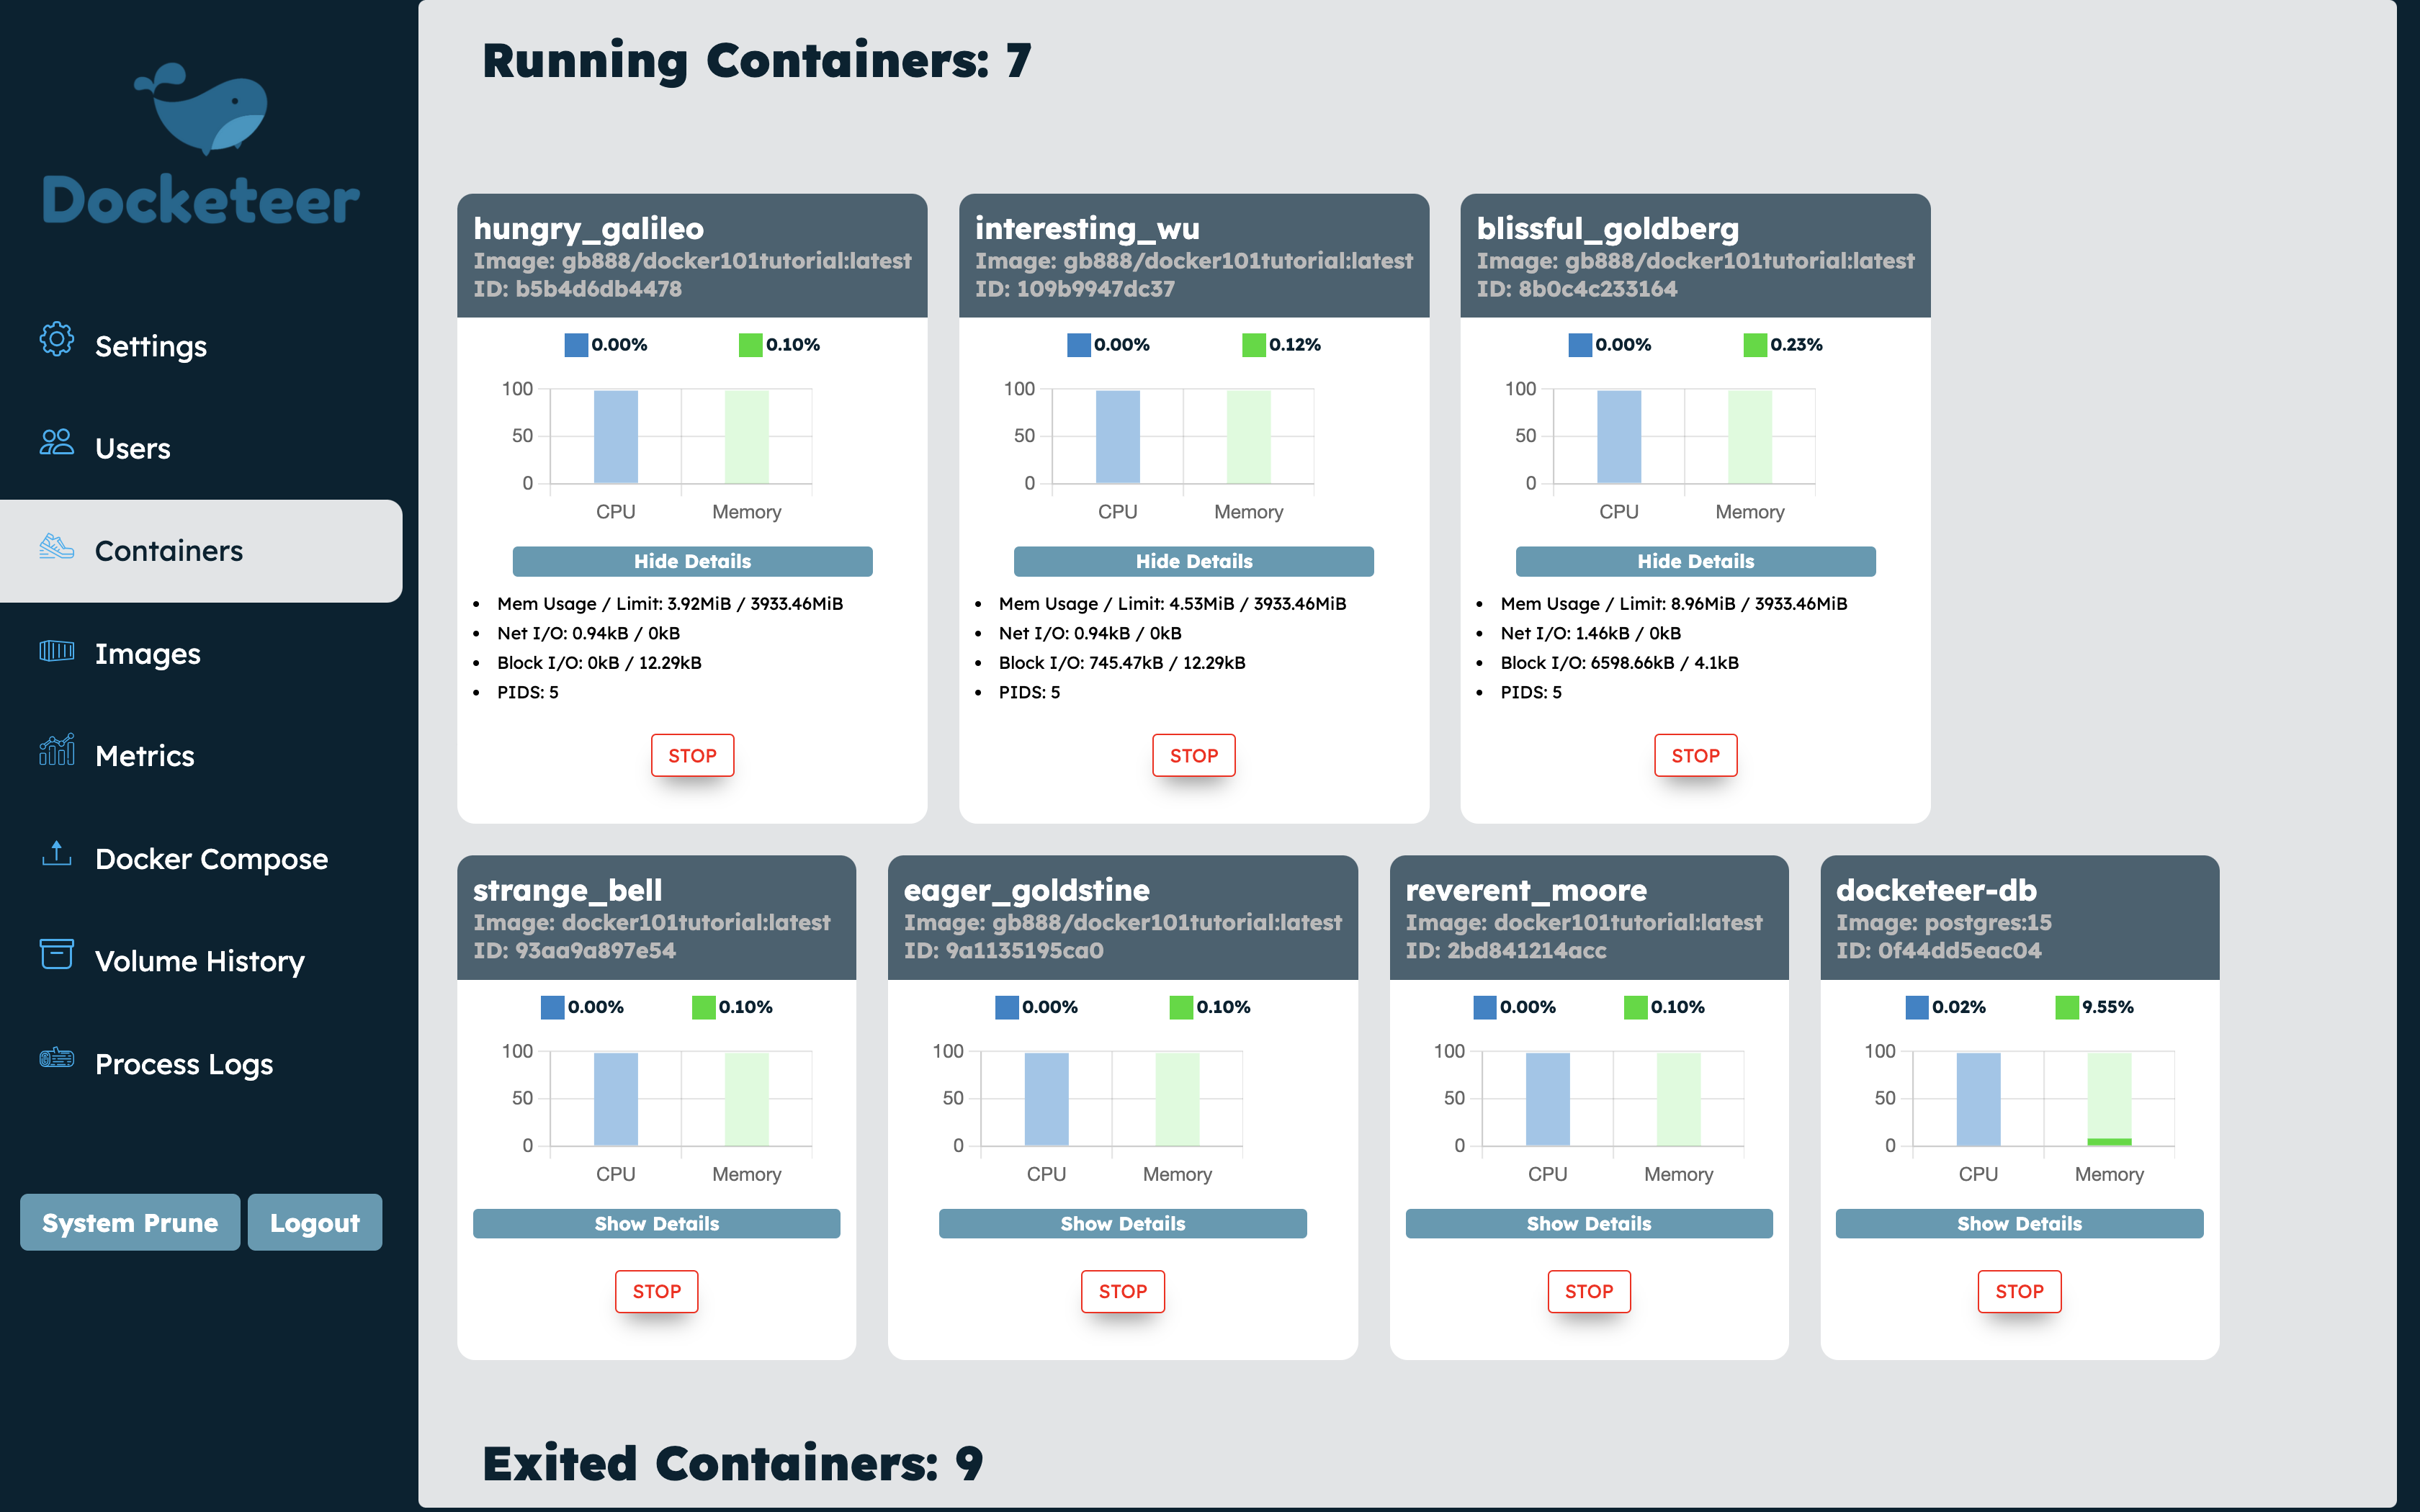 Docketeer
Settings
Users
Containers
Images
Metrics
Docker Compose
Volume History
Process Logs
System Prune
Logout
Running Containers: 7
hungry_galileo
Image: gb888/docker101tutorial:latest
ID: b5b4d6db4478
0.00% 0.10%
100
50
0
CPU Memory
Hide Details
• Mem Usage / Limit: 3.92MiB / 3933.46MiB
• Net I/O: 0.94kB / 0kB
• Block I/O: 0kB / 12.29kB
• PIDS: 5
STOP
interesting_wu
Image: gb888/docker101tutorial:latest
ID: 109b9947dc37
0.00% 0.12%
100
50
0
CPU Memory
Hide Details
• Mem Usage / Limit: 4.53MiB / 3933.46MiB
• Net I/O: 0.94kB / 0kB
• Block I/O: 745.47kB / 12.29kB
• PIDS: 5
STOP
blissful_goldberg
Image: gb888/docker101tutorial:latest
ID: 8b0c4c233164
0.00% 0.23%
100
50
0
CPU Memory
Hide Details
• Mem Usage / Limit: 8.96MiB / 3933.46MiB
• Net I/O: 1.46kB / 0kB
• Block I/O: 6598.66kB / 4.1kB
• PIDS: 5
STOP
strange_bell
Image: docker101tutorial:latest
ID: 93aa9a897e54
0.00% 0.10%
100
50
0
CPU Memory
Show Details
STOP
eager_goldstine
Image: gb888/docker101tutorial:latest
ID: 9a1135195ca0
0.00% 0.10%
100
50
0
CPU Memory
Show Details
STOP
reverent_moore
Image: docker101tutorial:latest
ID: 2bd841214acc
0.00% 0.10%
100
50
0
CPU Memory
Show Details
STOP
docketeer-db
Image: postgres:15
ID: 0f44dd5eac04
0.02% 9.55%
100
50
0
CPU Memory
Show Details
STOP
Exited Containers: 9